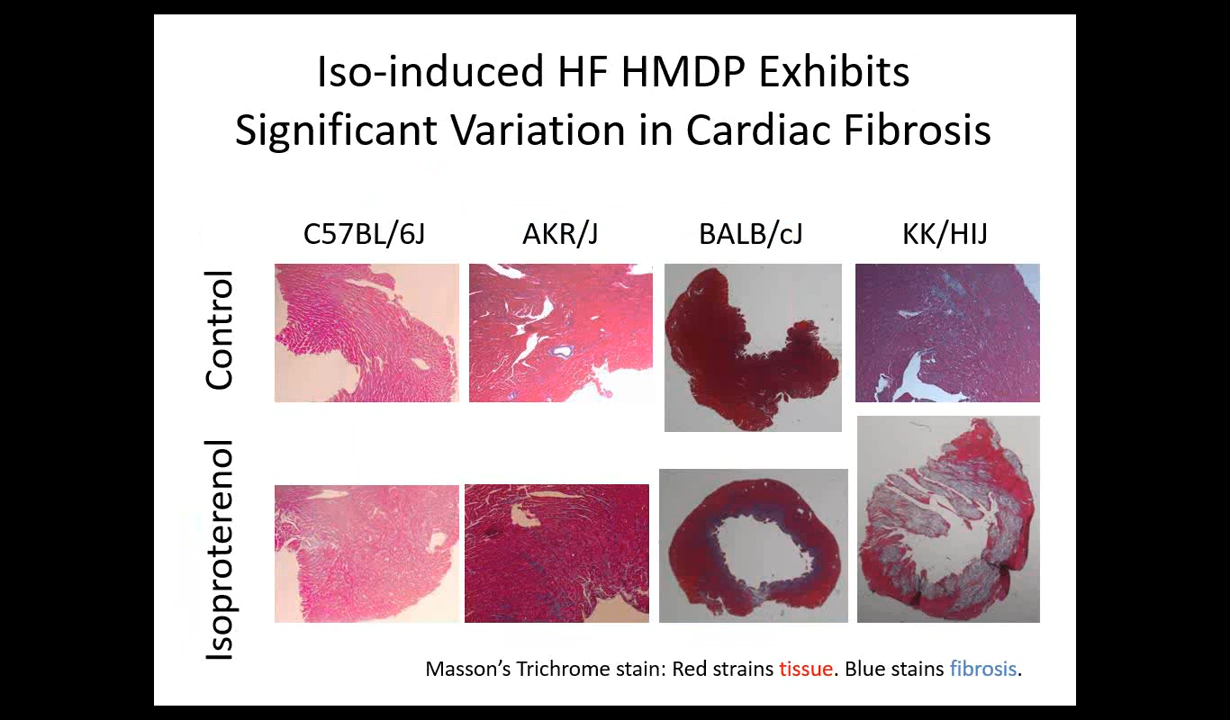 Iso-induced HF HMDP Exhibits
Significant Variation in Cardiac Fibrosis
C57BL/6J AKR/J BALB/cJ KK/HIJ
Control
Isoproterenol
Masson's Trichrome stain: Red strains tissue. Blue stains fibrosis.